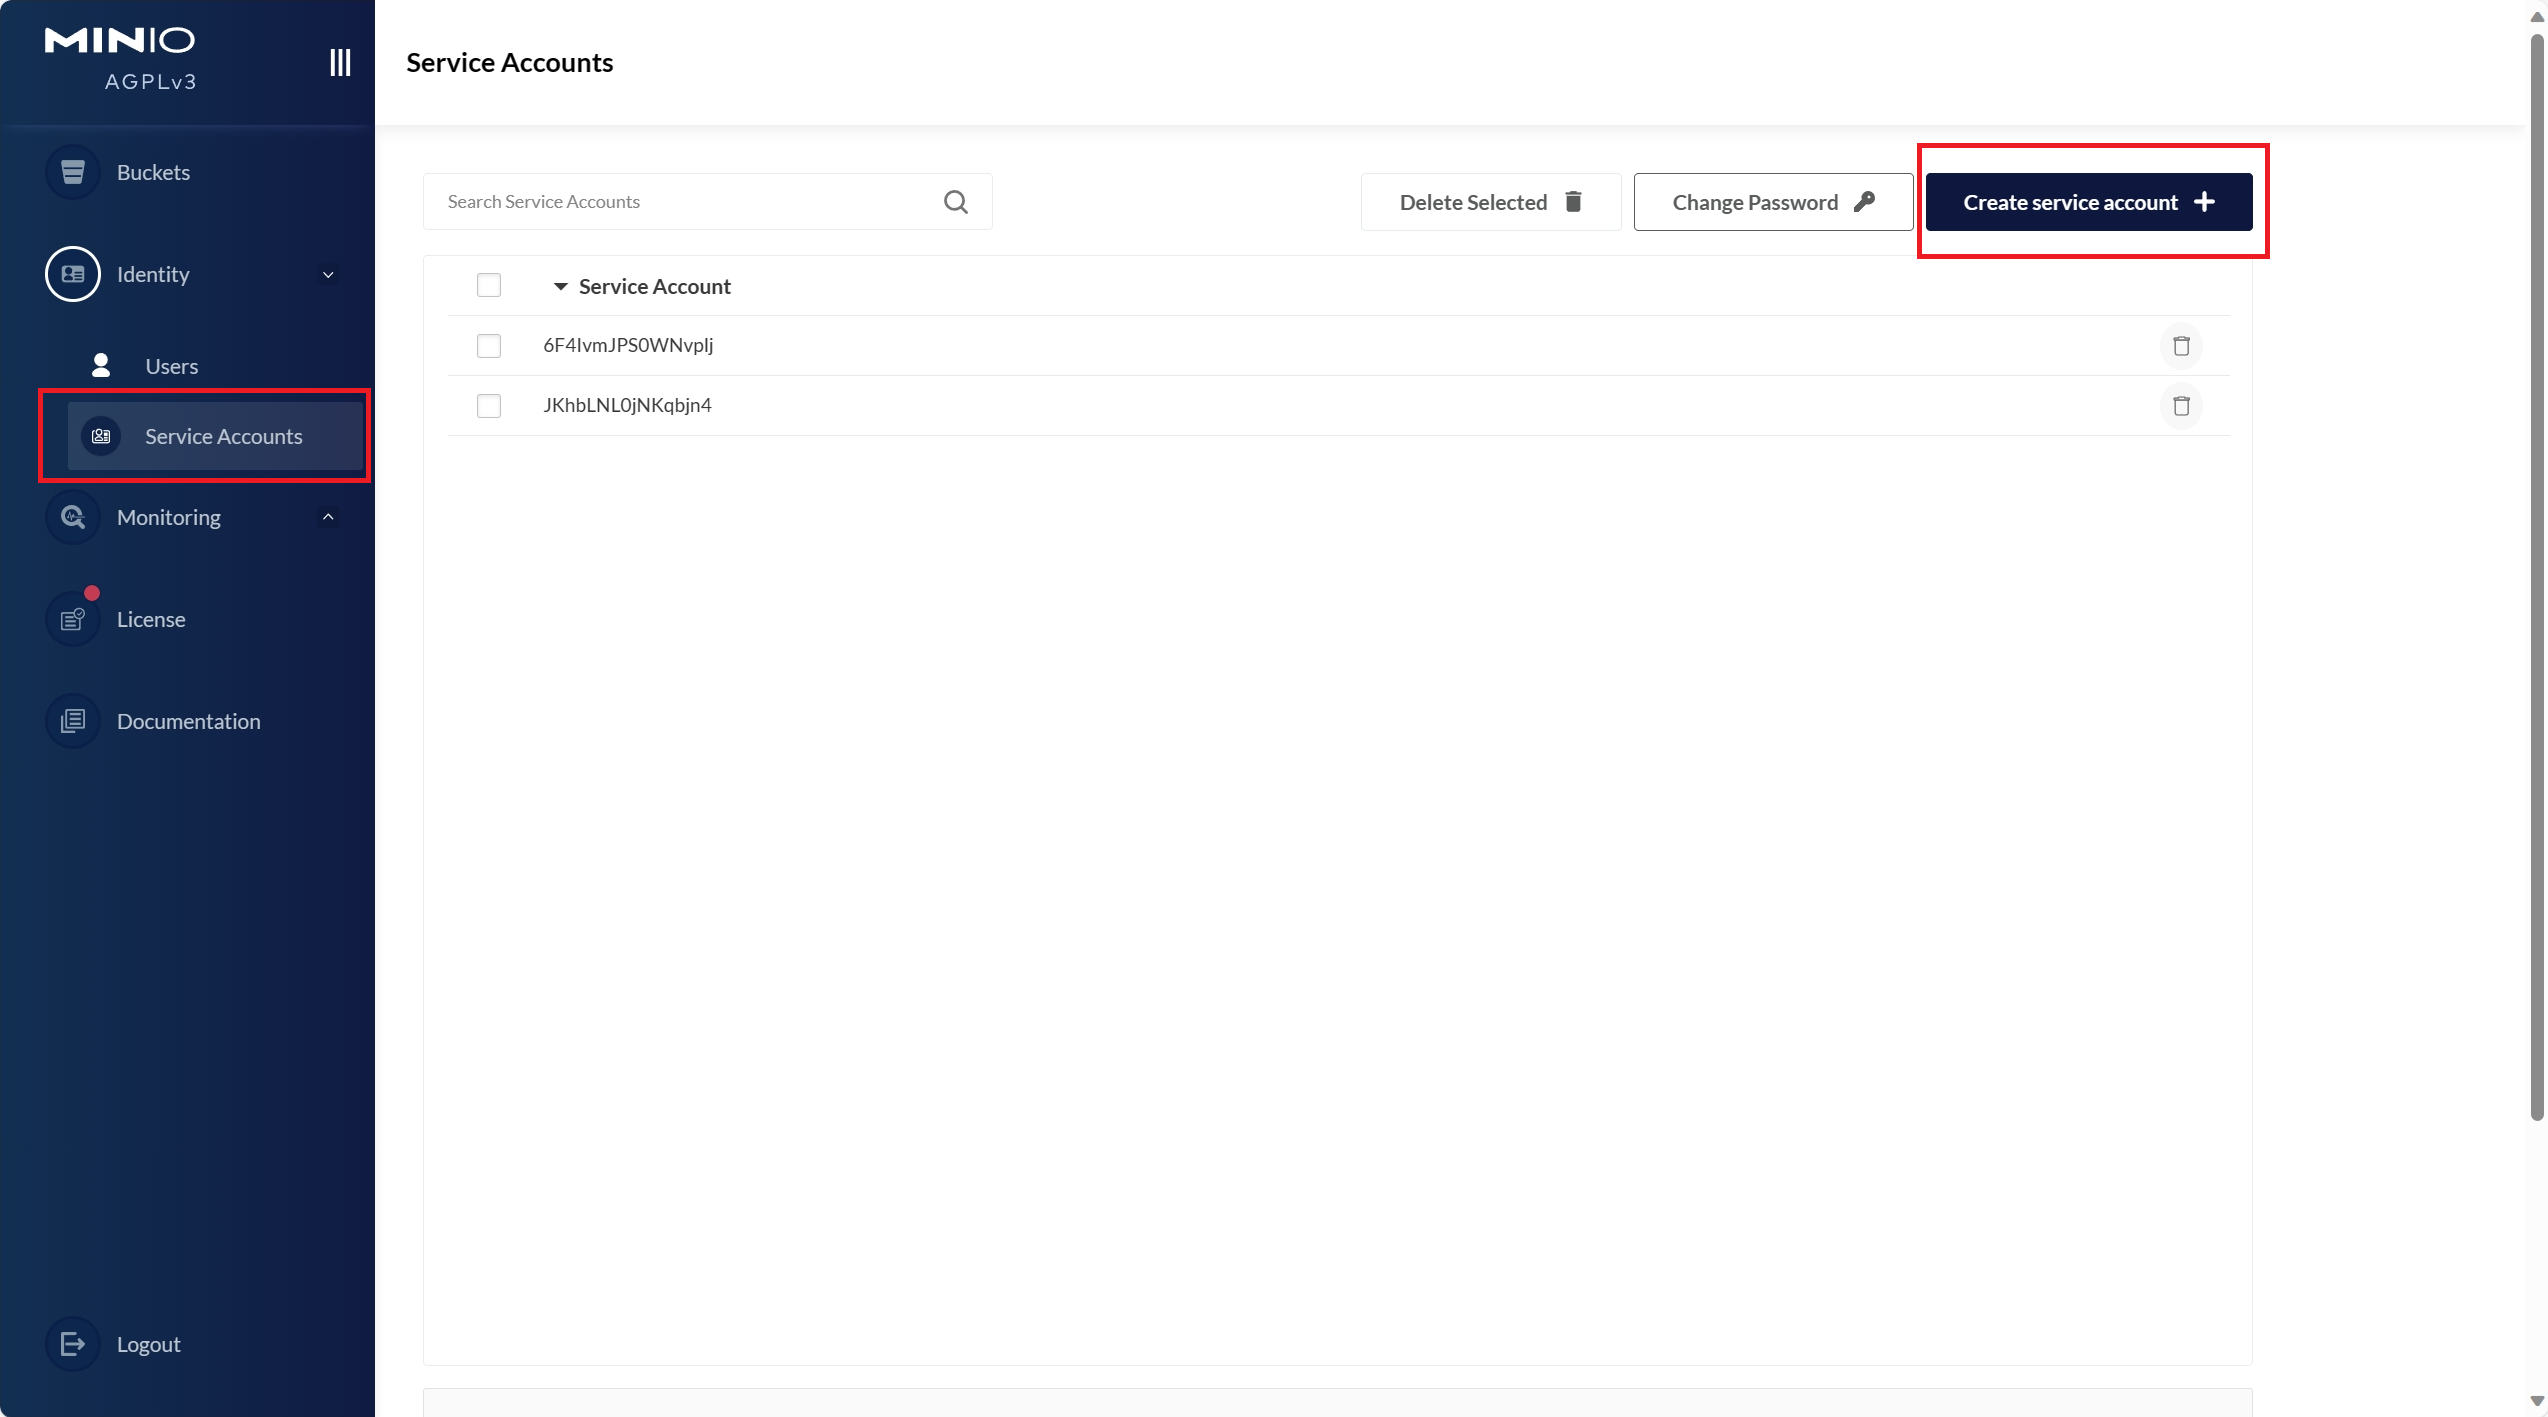 MINIO
AGPLv3
Buckets
Identity
Users
Service Accounts
Monitoring
License
Documentation
Logout
Service Accounts
Search Service Accounts
Delete Selected
Change Password
Create service account
Service Account
6F4IvmJPS0WNvpIj
JKhbLNL0jNKqbjn4